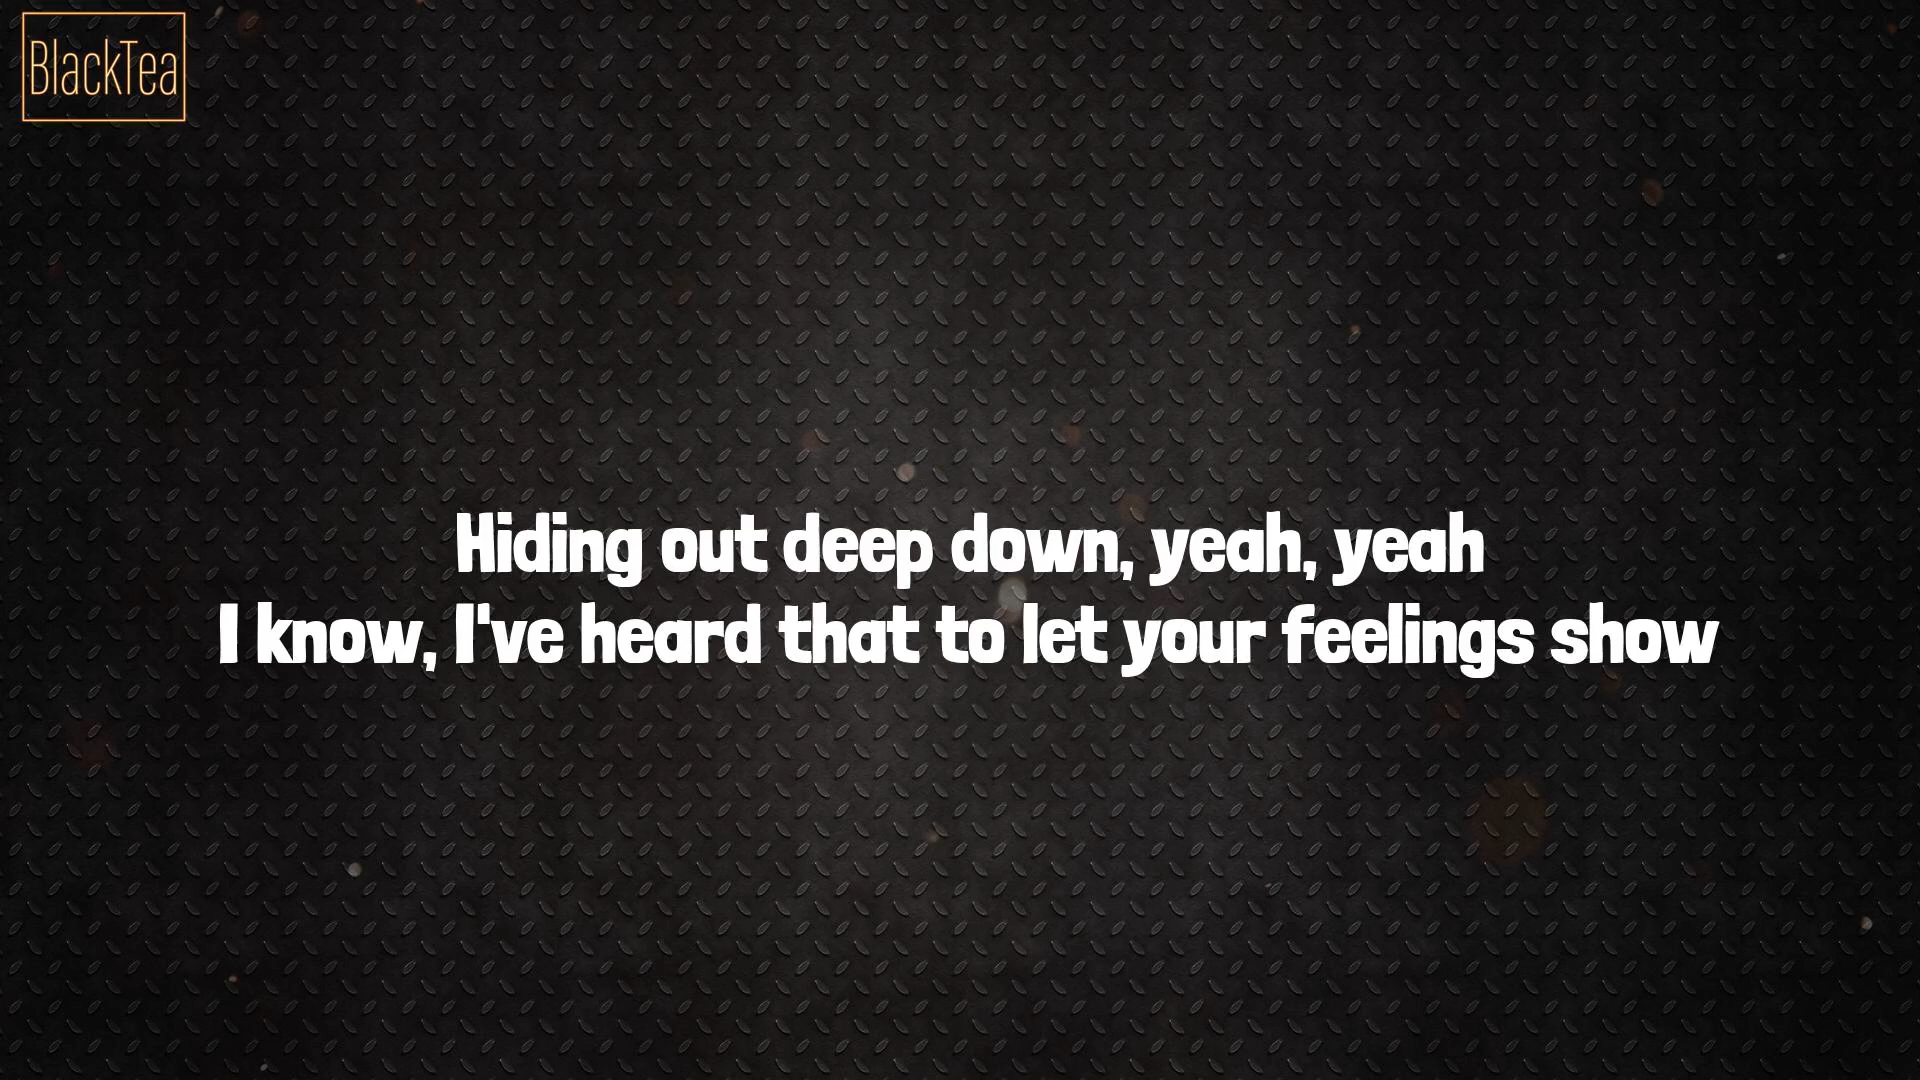 BlackTea
Hiding out deep down, yeah, yeah
I know, I've heard that to let your feelings show